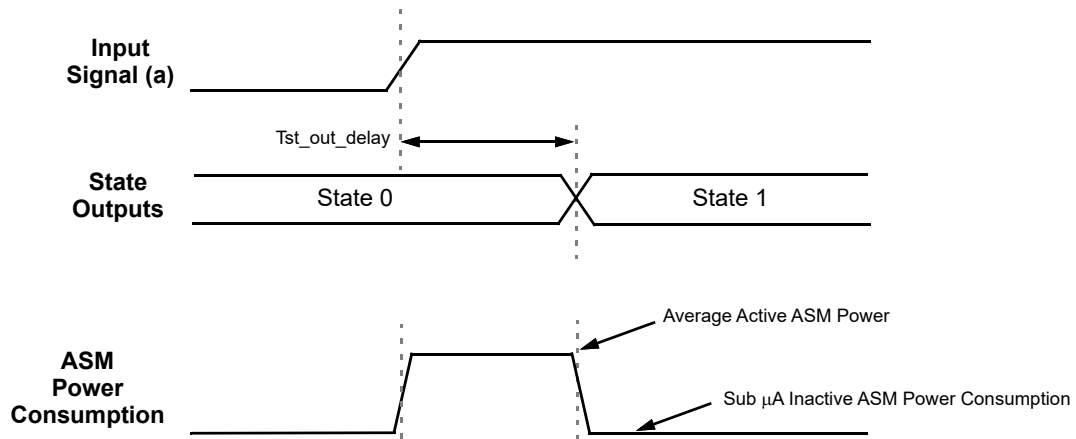 Input
Signal (a)
Tst_out_delay
State
Outputs
State 0
State 1
Average Active ASM Power
ASM
Power
Consumption
Sub μA Inactive ASM Power Consumption